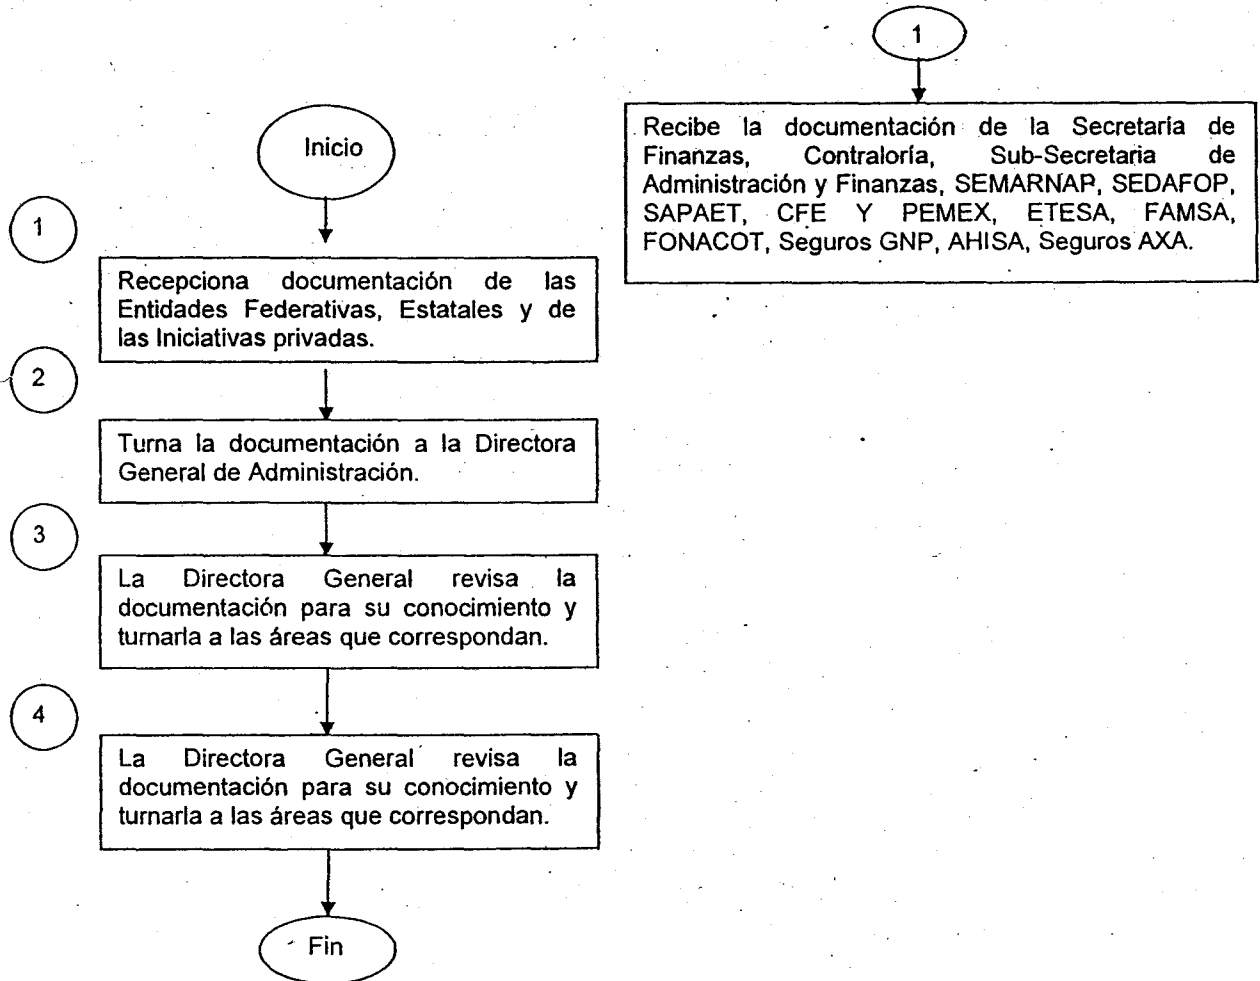 Inicio
1
Recepciona documentación de las
Entidades Federativas, Estatales y de
las Iniciativas privadas.
2
Turna la documentación a la Directora
General de Administración.
3
La Directora General revisa la
documentación para su conocimiento y
turnarla a las áreas que correspondan.
4
La Directora General revisa la
documentación para su conocimiento y
turnarla a las áreas que correspondan.
Fin
1
Recibe la documentación de la Secretaría de
Finanzas, Contraloría, Sub-Secretaria de
Administración y Finanzas, SEMARNAP, SEDAFOP,
SAPAET, CFE Y PEMEX, ETESA, FAMSA,
FONACOT, Seguros GNP, AHISA, Seguros AXA.